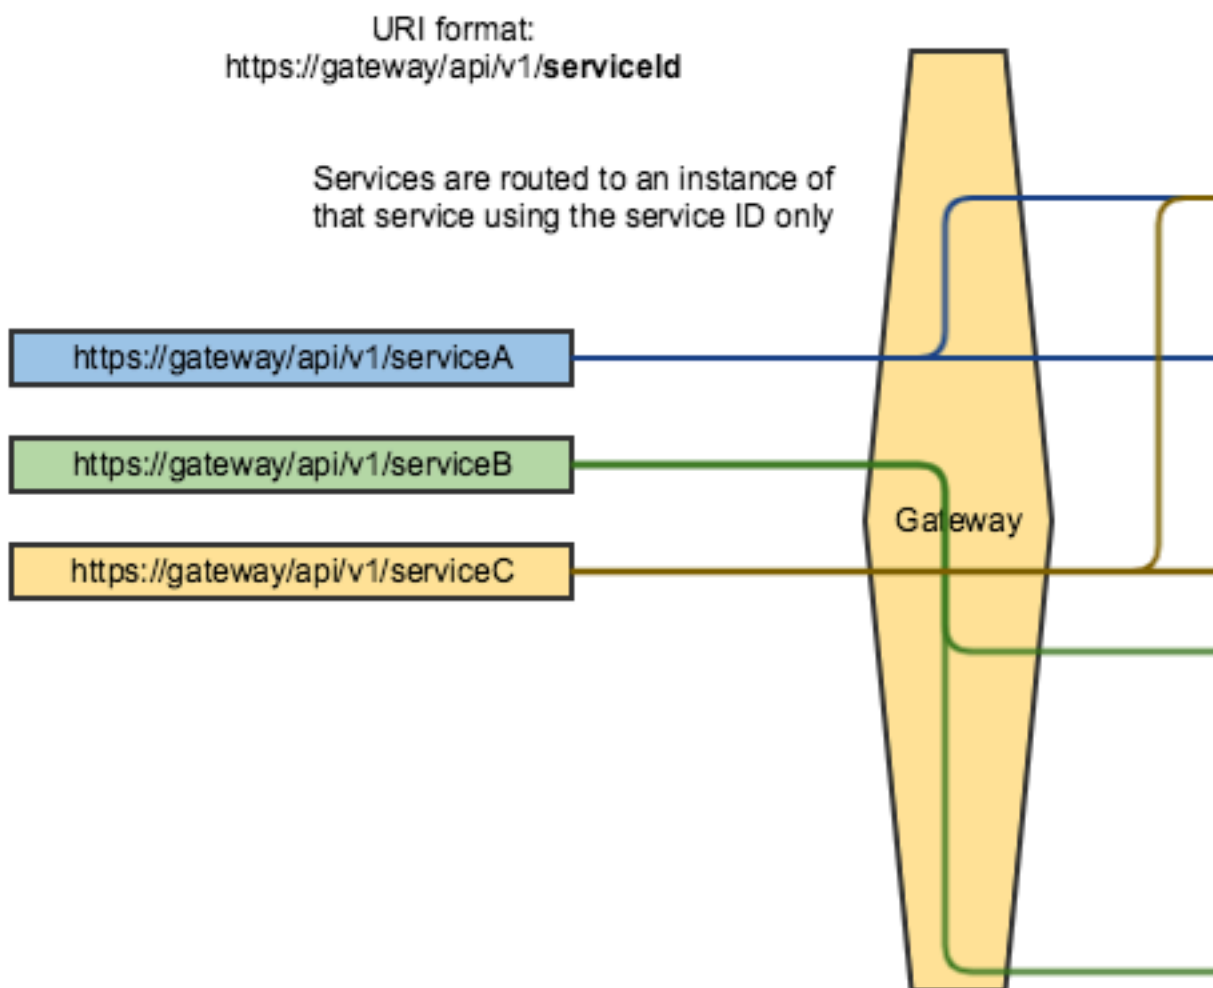 URI format:
https://gateway/api/v1/serviceId
Services are routed to an instance of
that service using the service ID only
https://gateway/api/v1/serviceA
https://gateway/api/v1/serviceB
Gateway
https://gateway/api/v1/serviceC